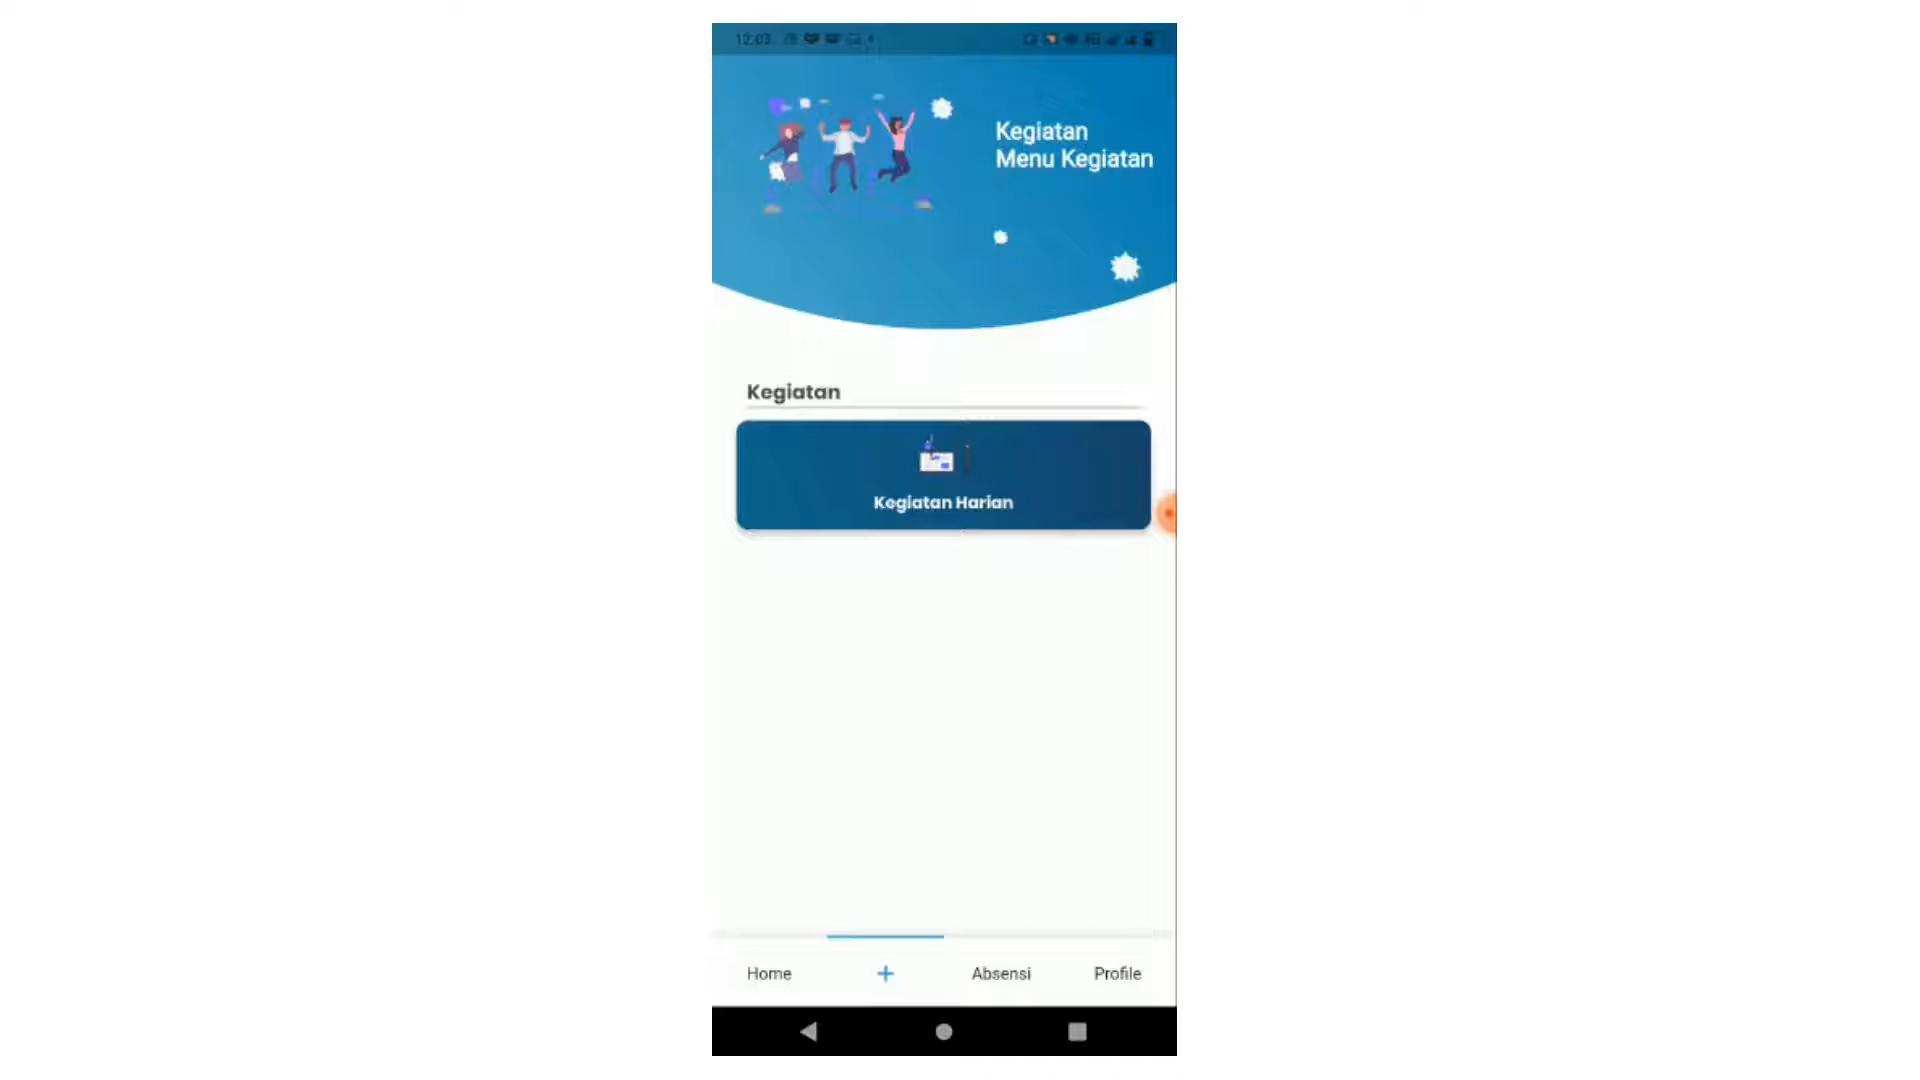 12.03
Kegiatan
Menu Kegiatan
Kegiatan
Kegiatan Harian
Home
+
Absensi
Profile